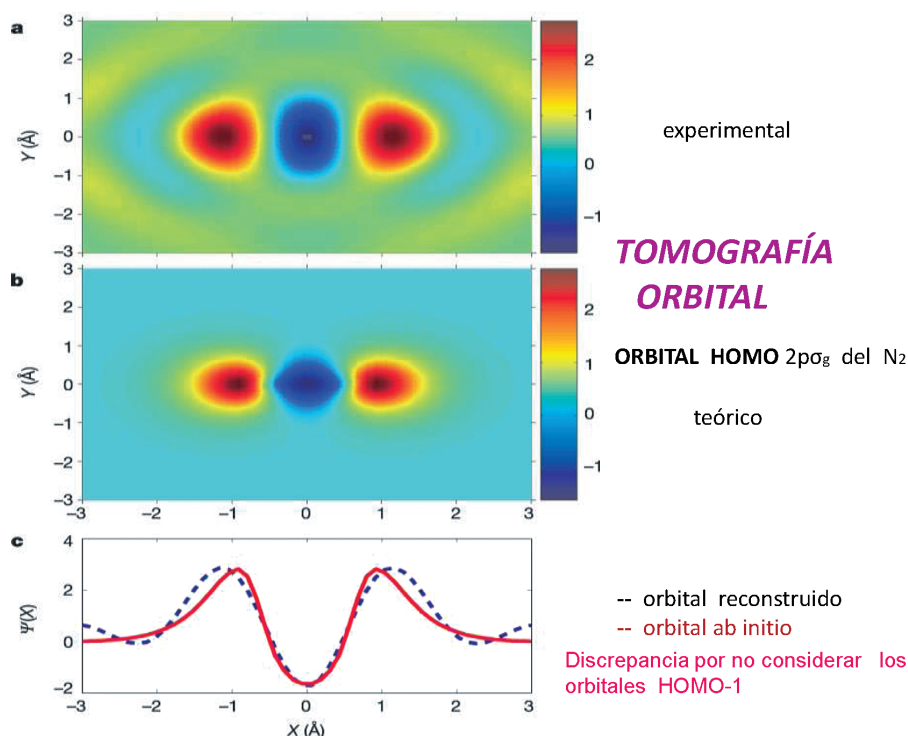 a
3
2
1
0
−1
−2
−3
Y (Å)
2
1
0
−1
experimental
TOMOGRAFÍA
ORBITAL
b
3
2
1
0
−1
−2
−3
Y (Å)
−3 −2 −1 0 1 2 3
2
1
0
−1
ORBITAL HOMO 2pσg del N2
teórico
c
4
2
0
−2
Ψ(X)
−3 −2 −1 0 1 2 3
X (Å)
-- orbital reconstruido
-- orbital ab initio
Discrepancia por no considerar los
orbitales HOMO-1